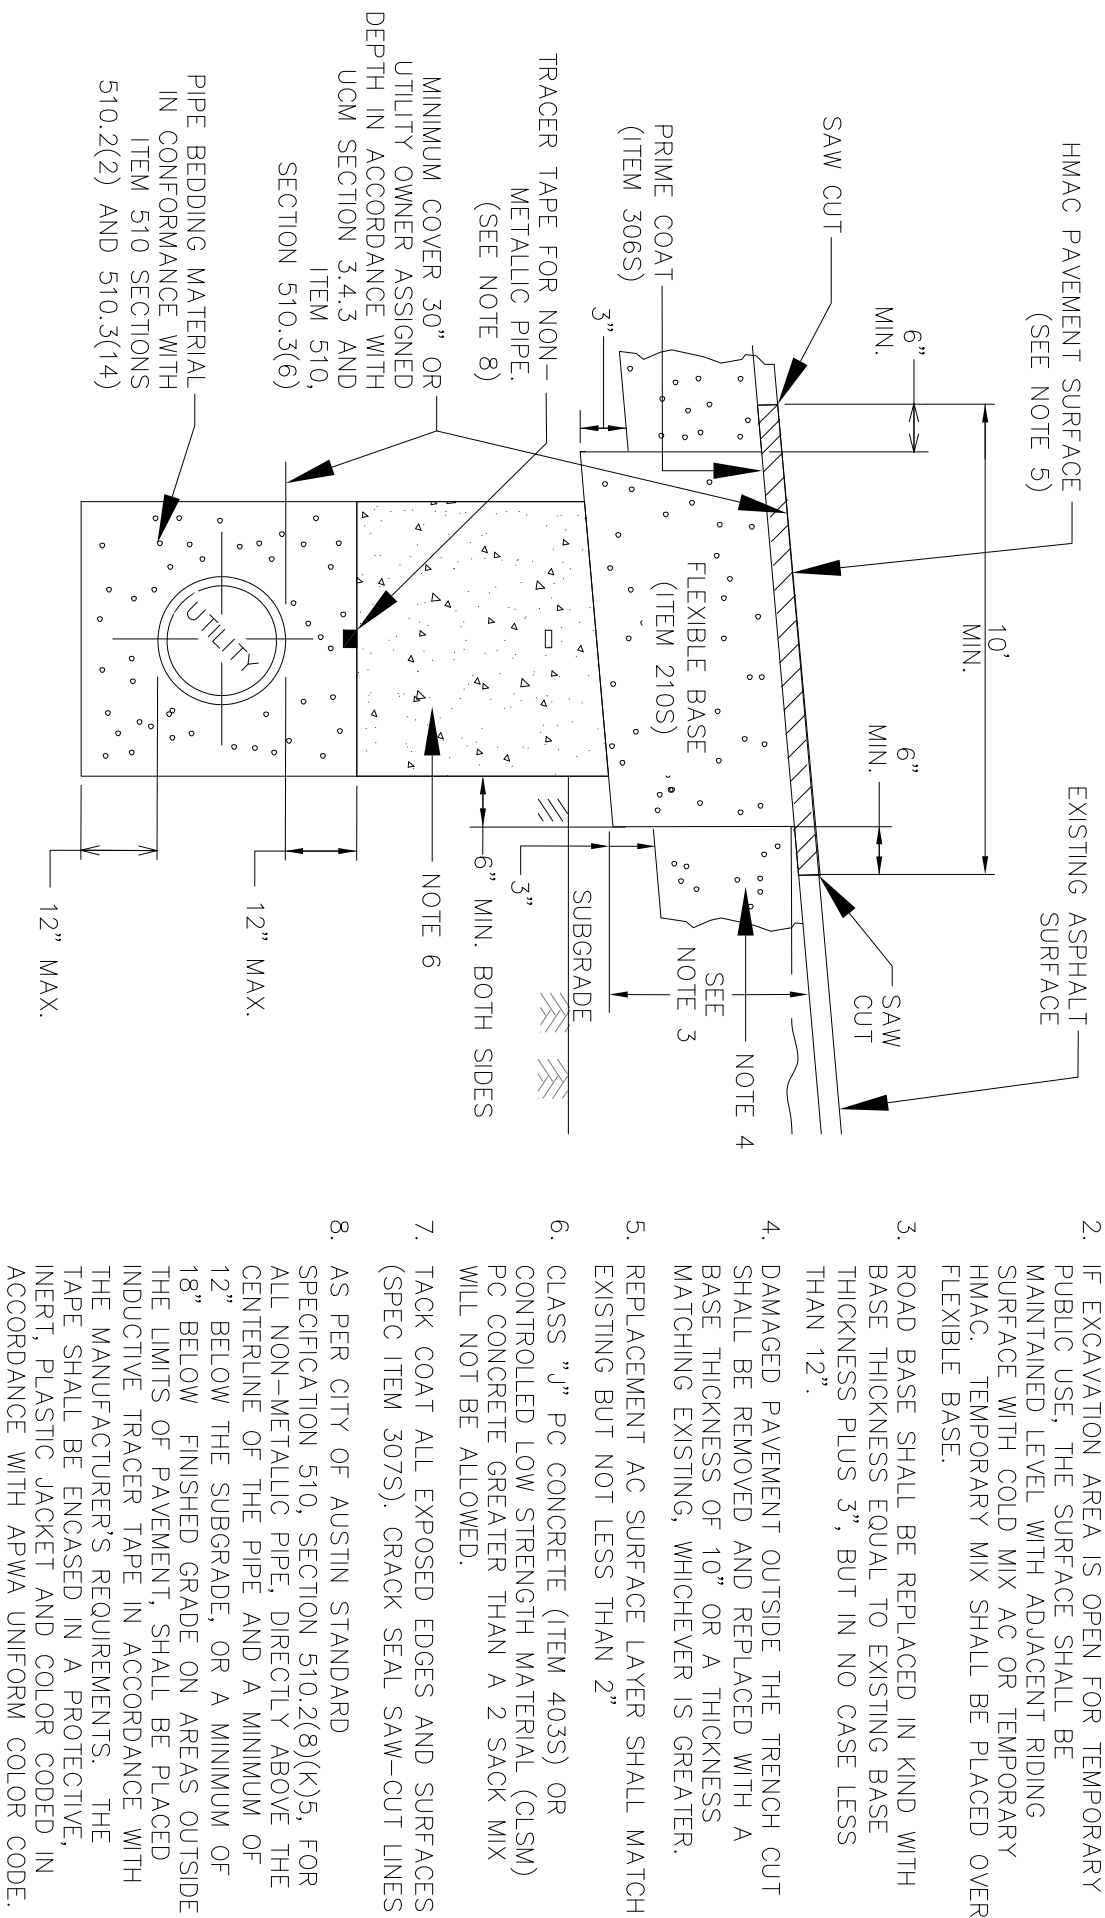 HMAC PAVEMENT SURFACE
(SEE NOTE 5)
SAW CUT
PRIME COAT
(ITEM 306S)
TRACER TAPE FOR NON-
METALLIC PIPE.
(SEE NOTE 8)
MINIMUM COVER 30" OR
UTILITY OWNER ASSIGNED
DEPTH IN ACCORDANCE WITH
UCM SECTION 3.4.3 AND
ITEM 510,
SECTION 510.3(6)
PIPE BEDDING MATERIAL
IN CONFORMANCE WITH
ITEM 510 SECTIONS
510.2(2) AND 510.3(14)
6"
MIN.
3"
10'
MIN.
FLEXIBLE BASE
(ITEM 210S)
UTILITY
6"
MIN.
EXISTING ASPHALT
SURFACE
SAW
CUT
NOTE 4
SEE
NOTE 3
SUBGRADE
3"
6" MIN. BOTH SIDES
NOTE 6
12" MAX.
12" MAX.
2. IF EXCAVATION AREA IS OPEN FOR TEMPORARY
PUBLIC USE, THE SURFACE SHALL BE
MAINTAINED LEVEL WITH ADJACENT RIDING
SURFACE WITH COLD MIX AC OR TEMPORARY
HMAC. TEMPORARY MIX SHALL BE PLACED OVER
FLEXIBLE BASE.
3. ROAD BASE SHALL BE REPLACED IN KIND WITH
BASE THICKNESS EQUAL TO EXISTING BASE
THICKNESS PLUS 3", BUT IN NO CASE LESS
THAN 12".
4. DAMAGED PAVEMENT OUTSIDE THE TRENCH CUT
SHALL BE REMOVED AND REPLACED WITH A
BASE THICKNESS OF 10" OR A THICKNESS
MATCHING EXISTING, WHICHEVER IS GREATER.
5. REPLACEMENT AC SURFACE LAYER SHALL MATCH
EXISTING BUT NOT LESS THAN 2"
6. CLASS "J" PC CONCRETE (ITEM 403S) OR
CONTROLLED LOW STRENGTH MATERIAL (CLSM)
PC CONCRETE GREATER THAN A 2 SACK MIX
WILL NOT BE ALLOWED.
7. TACK COAT ALL EXPOSED EDGES AND SURFACES
(SPEC ITEM 307S). CRACK SEAL SAW-CUT LINES
8. AS PER CITY OF AUSTIN STANDARD
SPECIFICATION 510, SECTION 510.2(8)(K)5, FOR
ALL NON-METALLIC PIPE, DIRECTLY ABOVE THE
CENTERLINE OF THE PIPE AND A MINIMUM OF
12" BELOW THE SUBGRADE, OR A MINIMUM OF
18" BELOW FINISHED GRADE ON AREAS OUTSIDE
THE LIMITS OF PAVEMENT, SHALL BE PLACED
INDUCTIVE TRACER TAPE IN ACCORDANCE WITH
THE MANUFACTURER'S REQUIREMENTS. THE
TAPE SHALL BE ENCASED IN A PROTECTIVE,
INERT, PLASTIC JACKET AND COLOR CODED IN
ACCORDANCE WITH APWA UNIFORM COLOR CODE.